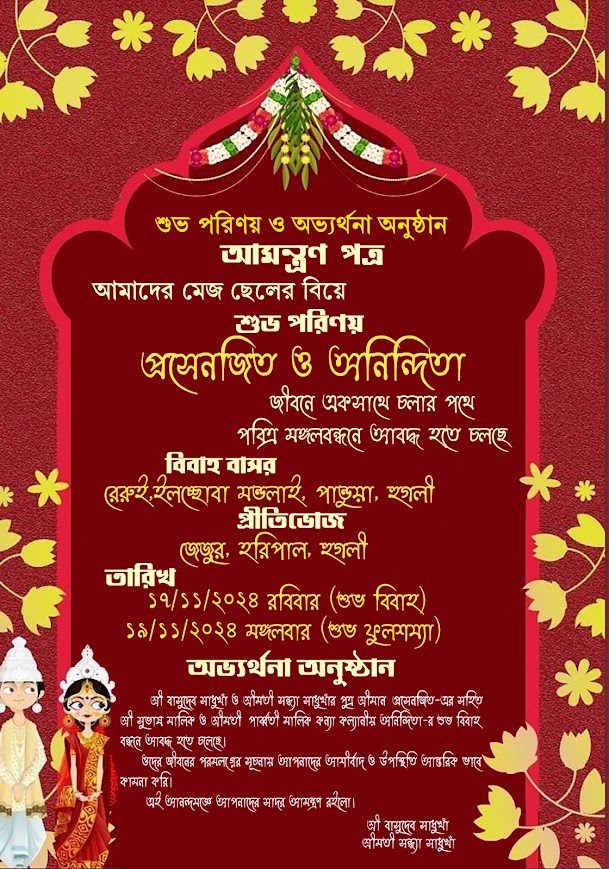 শুভ পরিণয় ও অভ্যর্থনা অনুষ্ঠান
আমন্ত্রণ পত্র
আমাদের মেজ ছেলের বিয়ে
শুভ পরিণয়
প্রসেনজিত ও অনিন্দিতা
জীবনে একসাথে চলার পথে
পবিত্র মঙ্গলবন্ধনে আবদ্ধ হতে চলছে
বিবাহ বাসর
রেরুই,ইলছোবা মন্ডলাই, পান্ডুয়া, হুগলী
প্রীতিভোজ
জেজুর, হরিপাল, হুগলী
তারিখ
১৭/১১/২০২৪ রবিবার (শুভ বিবাহ)
১৯/১১/২০২৪ মঙ্গলবার (শুভ ফুলশয্যা)
অভ্যর্থনা অনুষ্ঠান
শ্রী বাসুদেব সাধুখাঁ ও শ্রীমতী সন্ধ্যা সাধুখাঁর পুত্র শ্রীমান প্রসেনজিত-এর সহিত
শ্রী সুভাষ মালিক ও শ্রীমতী পার্ব্বতী মালিক কন্যা কল্যানীয় অনিন্দিতা-র শুভ বিবাহ
বন্ধনে আবদ্ধ হতে চলেছে।
ওদের জীবনের পরমলগ্নের সূচনায় আপনাদের আর্শীবাদ ও উপস্থিতি আন্তরিক ভাবে
কামনা করি।
এই আনন্দযজ্ঞে আপনাদের সাদর আমন্ত্রণ রইলো।
শ্রী বাসুদেব সাধুখাঁ
শ্রীমতী সন্ধ্যা সাধুখাঁ